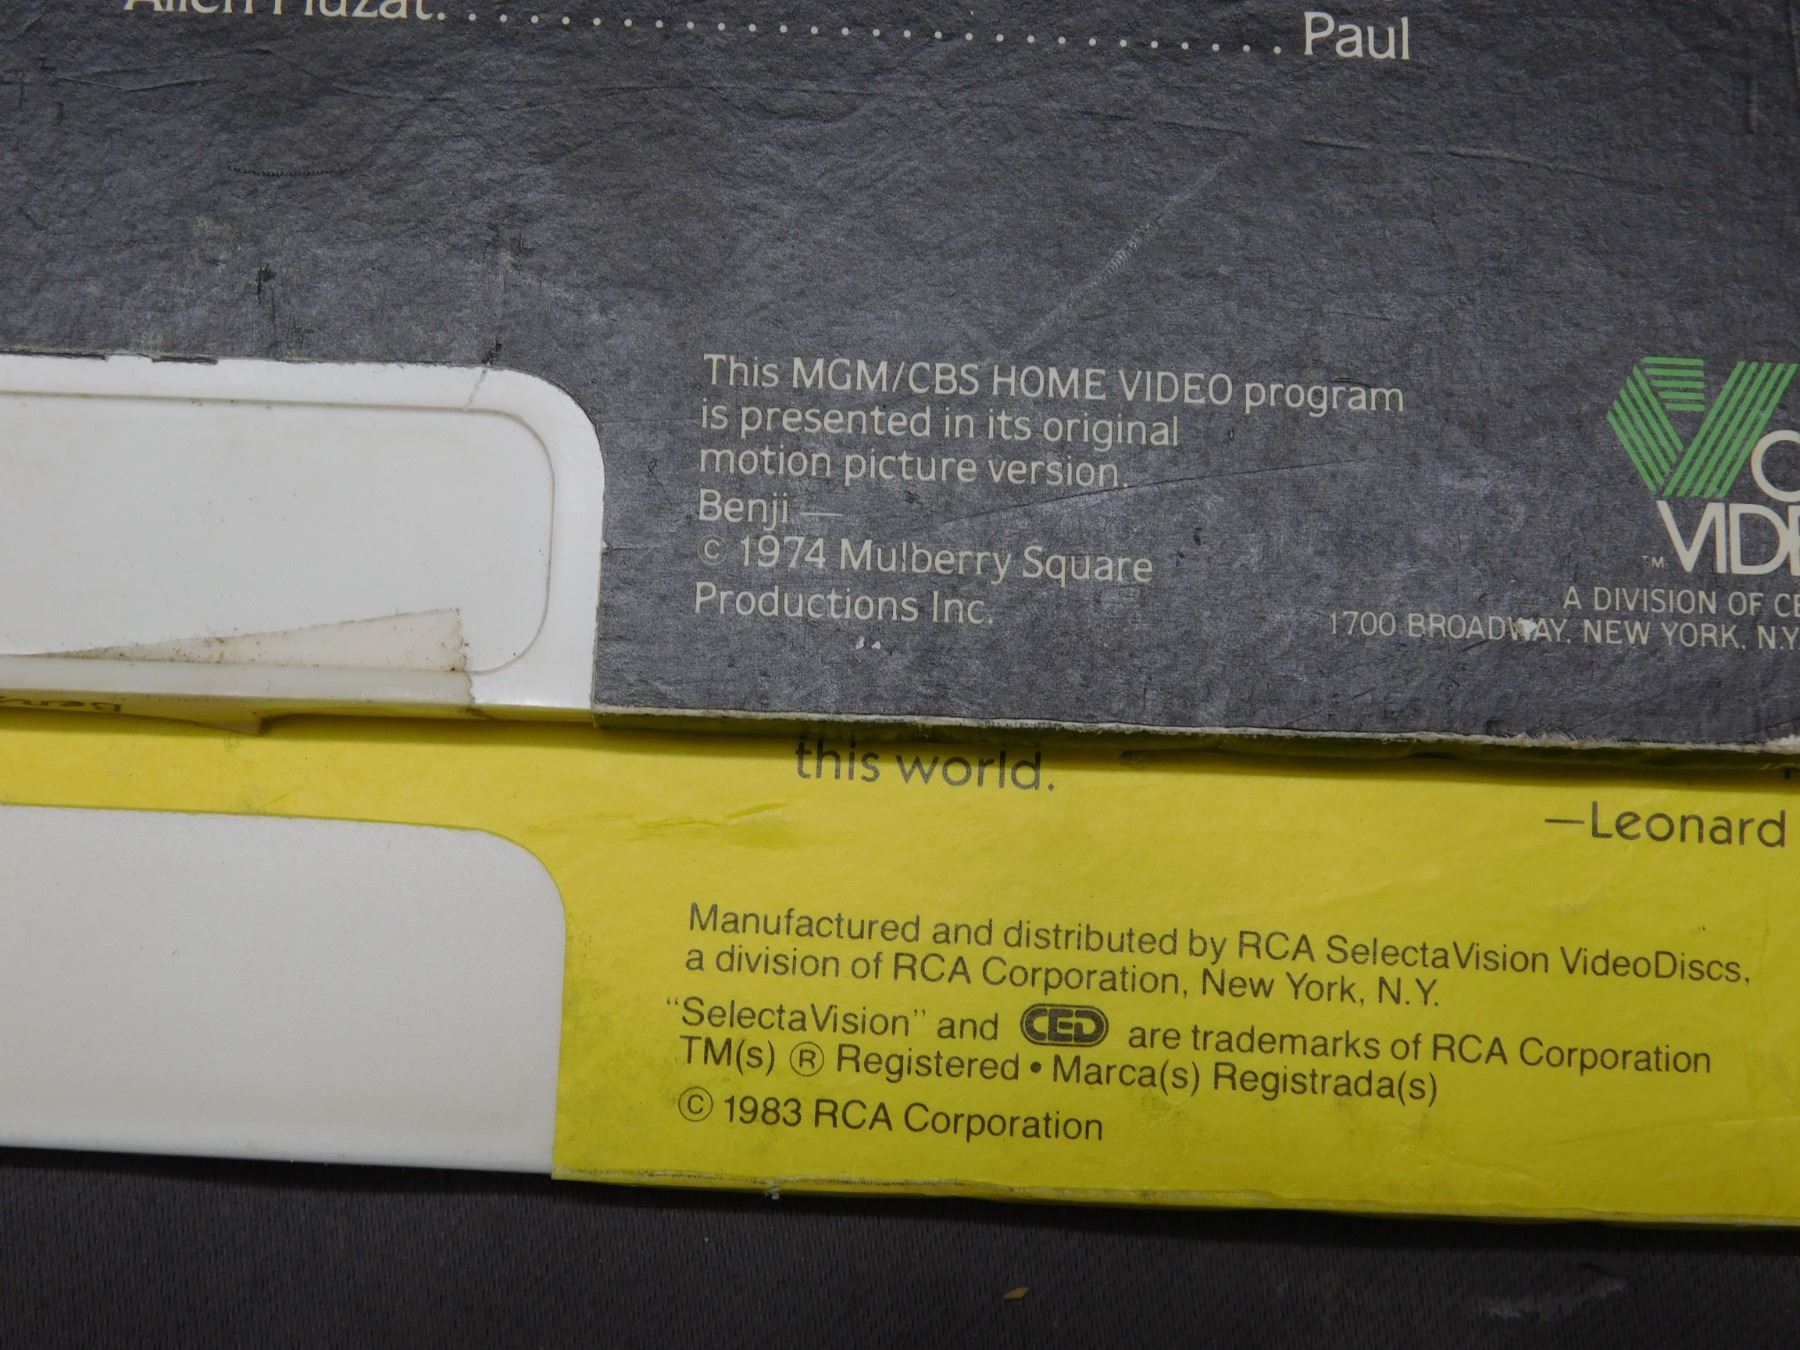 Paul
This MGM/CBS HOME VIDEO program
is presented in its original
motion picture version.
Benji —
© 1974 Mulberry Square
Productions Inc.
™ VIDE
A DIVISION OF CB
1700 BROADWAY, NEW YORK, N.Y.
this world.
—Leonard
Manufactured and distributed by RCA SelectaVision VideoDiscs,
a division of RCA Corporation, New York, N.Y.
“SelectaVision” and CED are trademarks of RCA Corporation
TM(s) ® Registered • Marca(s) Registrada(s)
© 1983 RCA Corporation